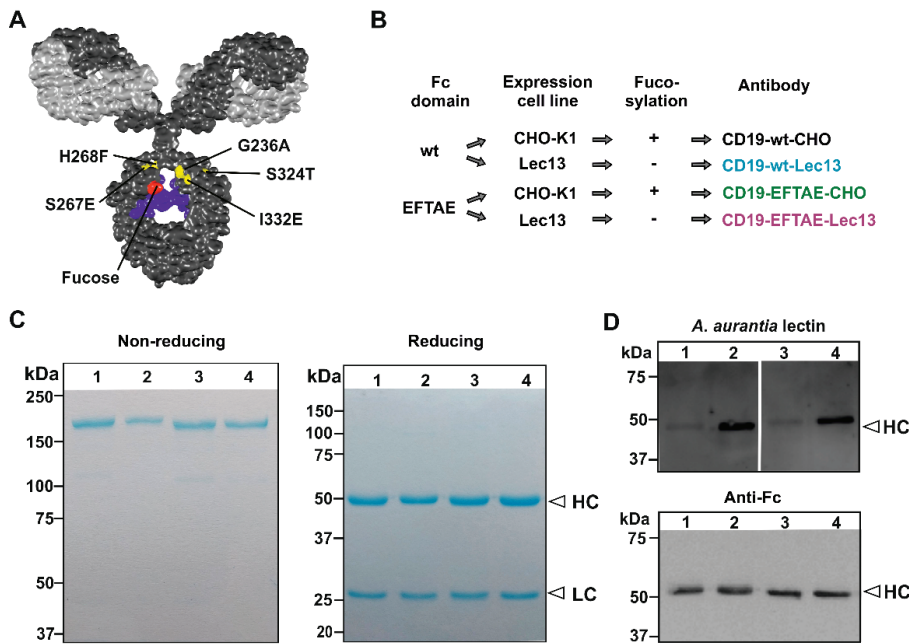 A
H268F
G236A
S324T
S267E
I332E
Fucose
B
Fc domain
Expression cell line
Fuco-sylation
Antibody
wt
CHO-K1
+
CD19-wt-CHO
Lec13
-
CD19-wt-Lec13
EFTAE
CHO-K1
+
CD19-EFTAE-CHO
Lec13
-
CD19-EFTAE-Lec13
C
Non-reducing
kDa
1 2 3 4
250
150
100
75
50
37
Reducing
kDa
1 2 3 4
150
100
75
50
HC
37
25
LC
20
D
A. aurantia lectin
kDa
1 2 3 4
75
50
HC
37
Anti-Fc
kDa
1 2 3 4
75
50
HC
37